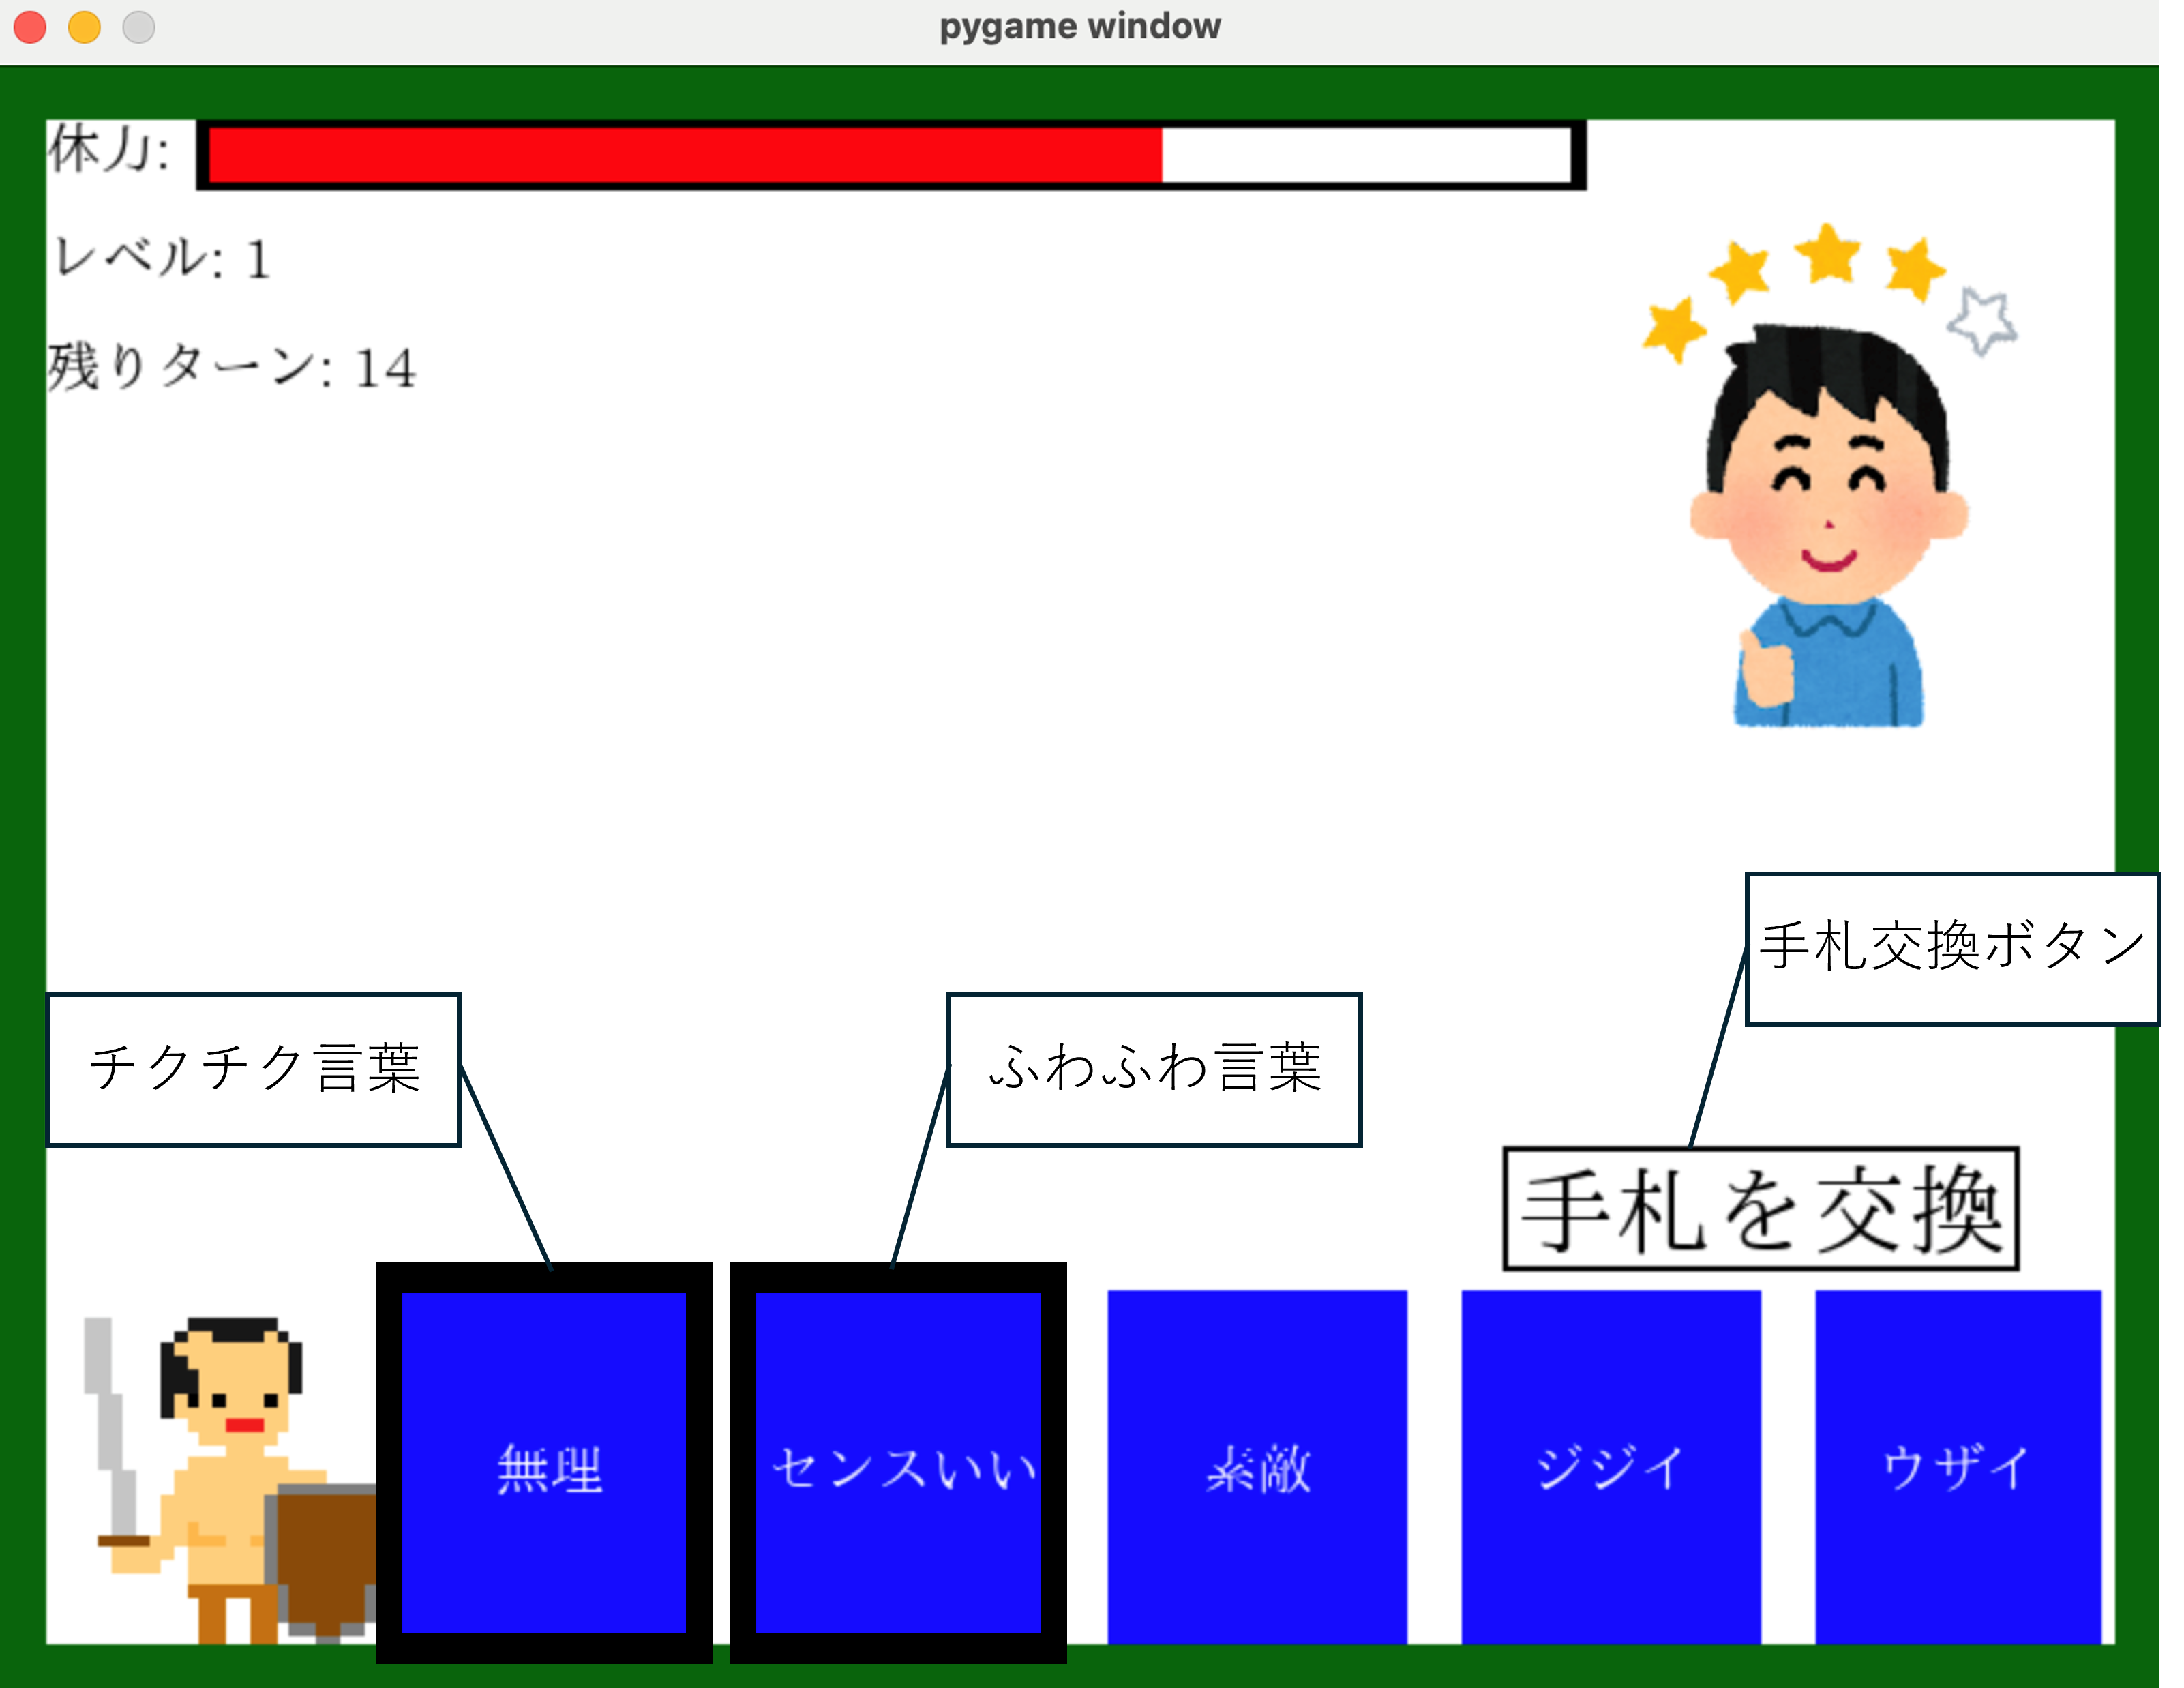 pygame window
体力:
レベル: 1
残りターン: 14
手札交換ボタン
チクチク言葉
ふわふわ言葉
手札を交換
無理
センスいい
素敵
ジジイ
ウザイ